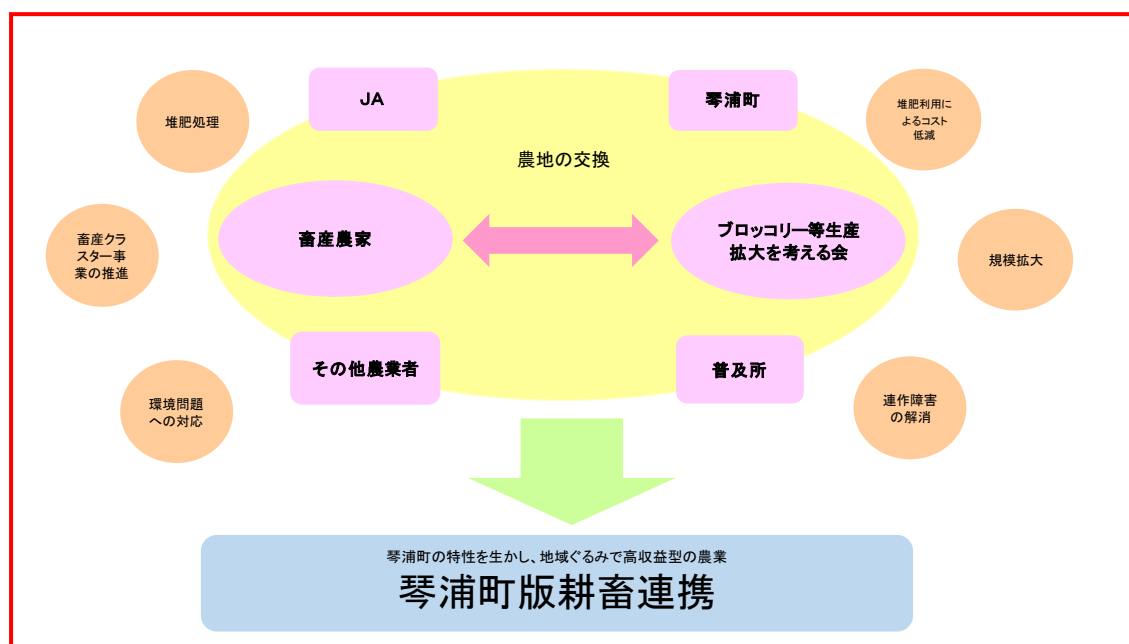 JA
琴浦町
堆肥処理
堆肥利用に
よるコスト
低減
農地の交換
畜産農家
ブロッコリー等生産
拡大を考える会
畜産クラ
スター事
業の推進
規模拡大
その他農業者
普及所
環境問題
への対応
連作障害
の解消
琴浦町の特性を生かし、地域ぐるみで高収益型の農業
琴浦町版耕畜連携